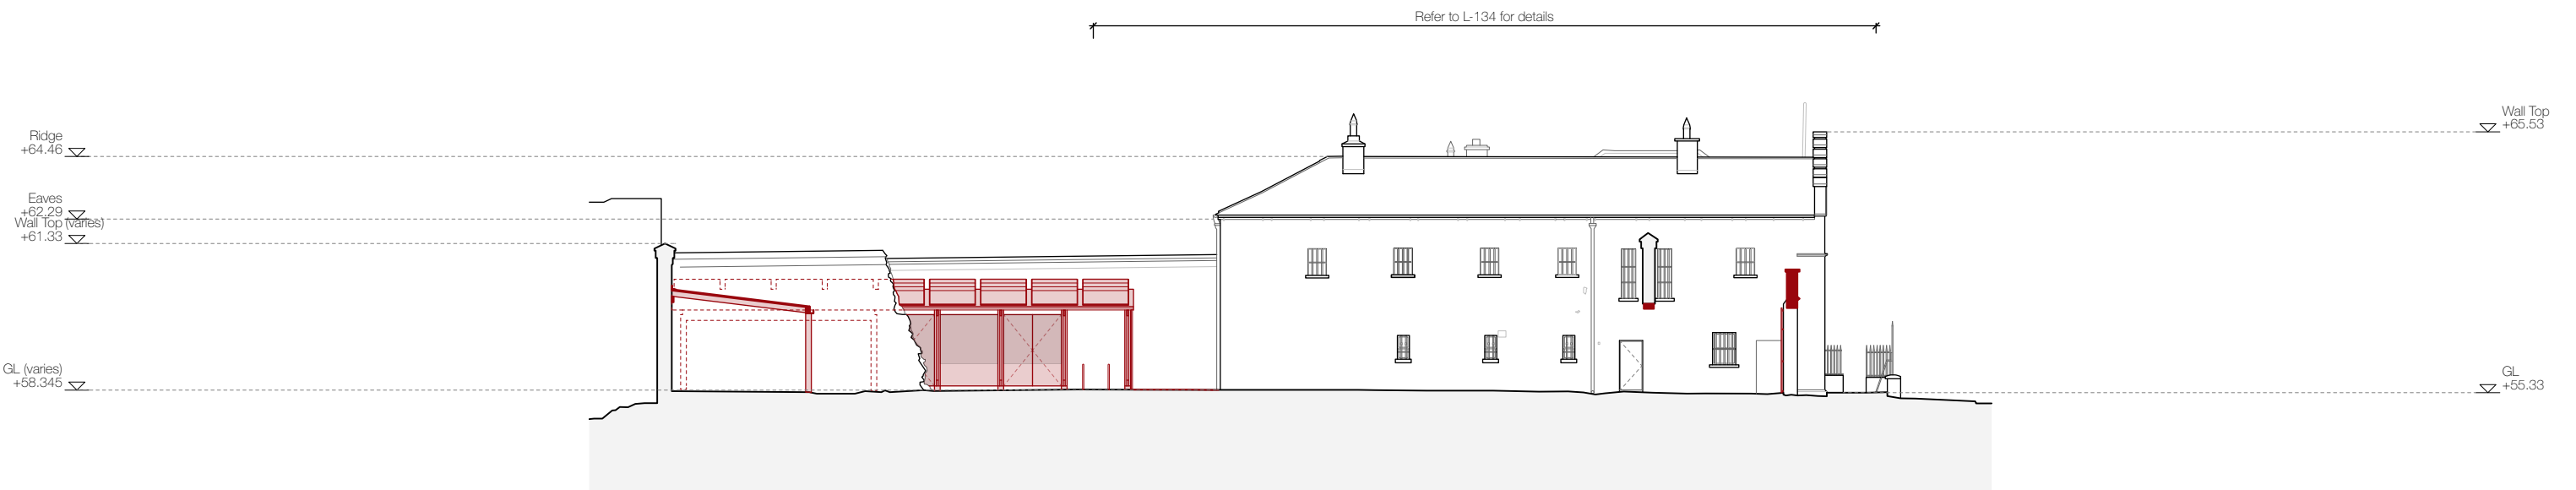 Refer to L-134 for details
Wall Top
+65.53
Ridge
+64.46
Eaves
+62.29
Wall Top (varies)
+61.33
GL (varies)
+58.345
GL
+55.33